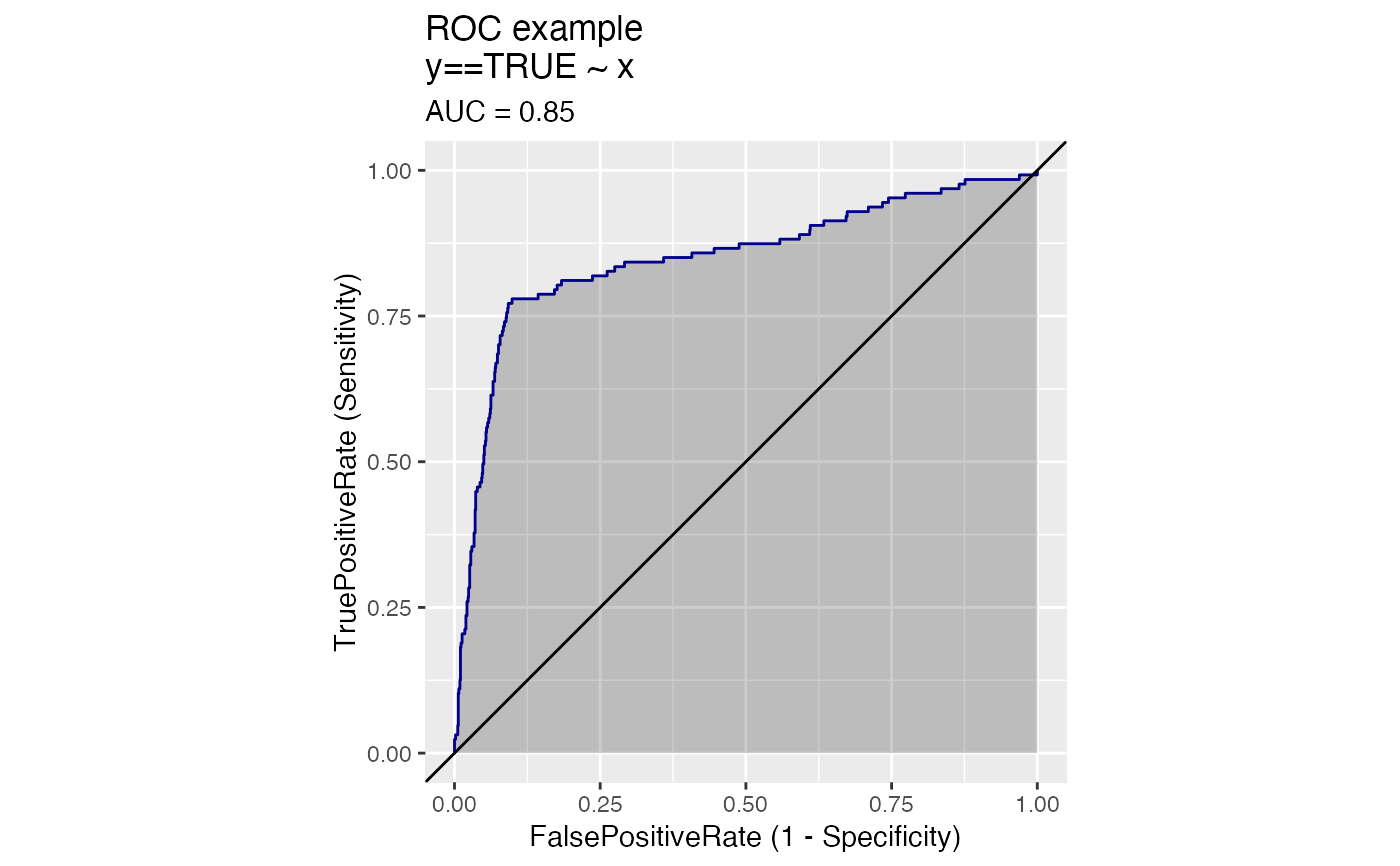 ROC example
y==TRUE ~ x
AUC = 0.85
TruePositiveRate (Sensitivity)
1.00
0.75
0.50
0.25
0.00
0.00 0.25 0.50 0.75 1.00
FalsePositiveRate (1 - Specificity)